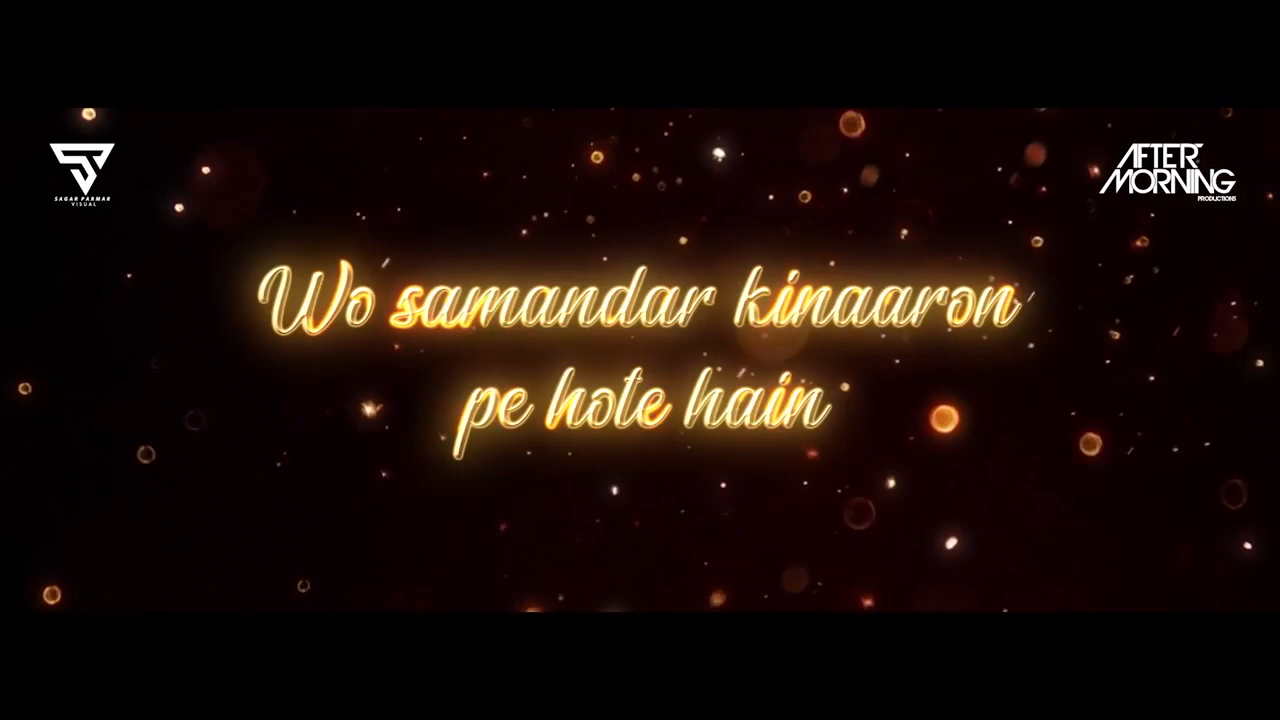 SAGAR PARMAR
VISUAL
AFTER
MORNING
PRODUCTIONS
Wo samandar kinaaron
pe hote hain